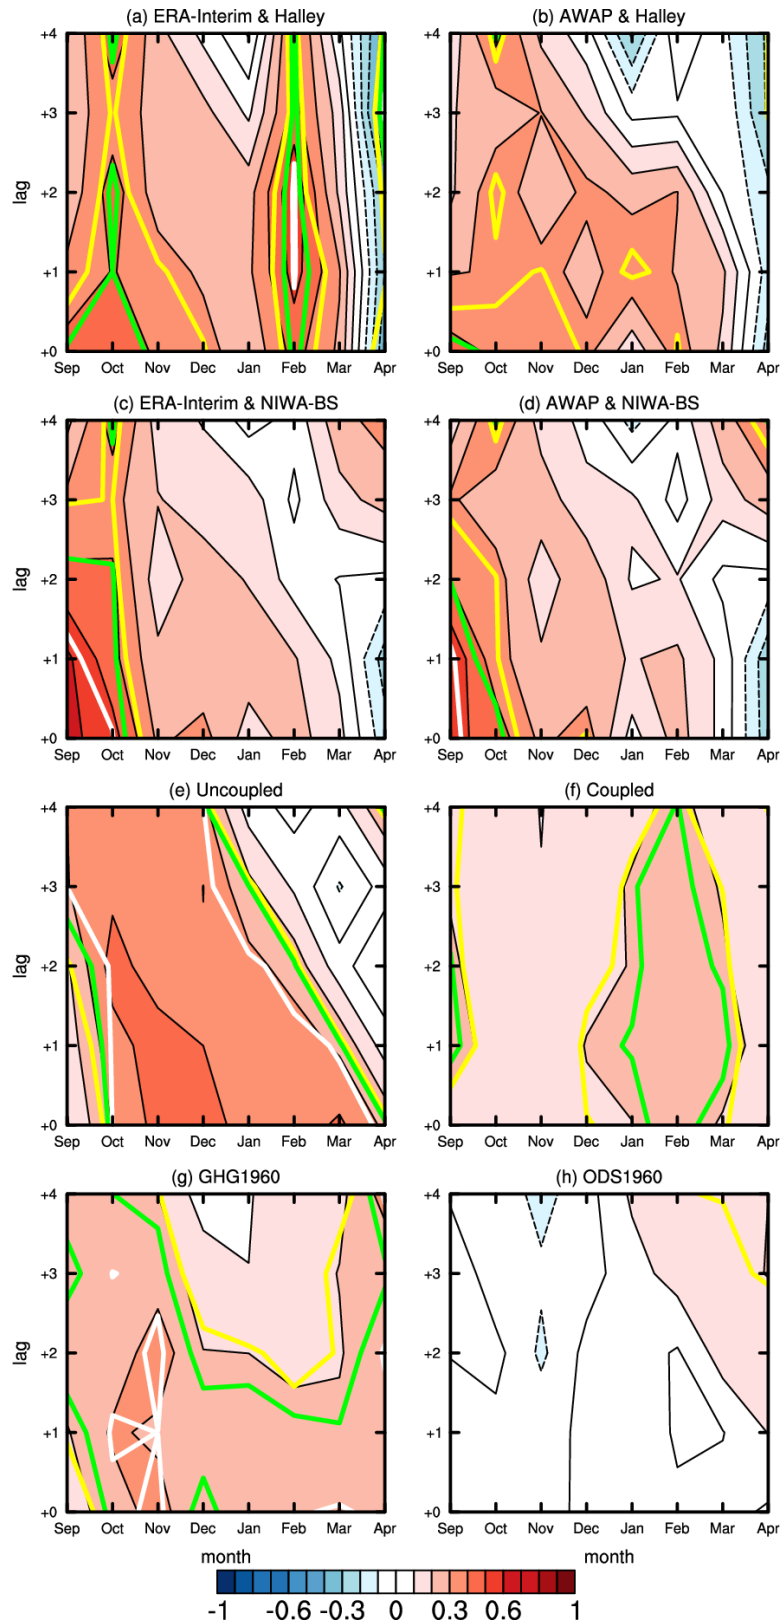 (a) ERA-Interim & Halley
(b) AWAP & Halley
+4
+3
+2
+1
+0
lag
Sep Oct Nov Dec Jan Feb Mar Apr
+4
+3
+2
+1
+0
Sep Oct Nov Dec Jan Feb Mar Apr
(c) ERA-Interim & NIWA-BS
(d) AWAP & NIWA-BS
+4
+3
+2
+1
+0
lag
Sep Oct Nov Dec Jan Feb Mar Apr
+4
+3
+2
+1
+0
Sep Oct Nov Dec Jan Feb Mar Apr
(e) Uncoupled
(f) Coupled
+4
+3
+2
+1
+0
lag
Sep Oct Nov Dec Jan Feb Mar Apr
+4
+3
+2
+1
+0
Sep Oct Nov Dec Jan Feb Mar Apr
(g) GHG1960
(h) ODS1960
+4
+3
+2
+1
+0
lag
Sep Oct Nov Dec Jan Feb Mar Apr
month
+4
+3
+2
+1
+0
Sep Oct Nov Dec Jan Feb Mar Apr
month
-1 -0.6 -0.3 0 0.3 0.6 1